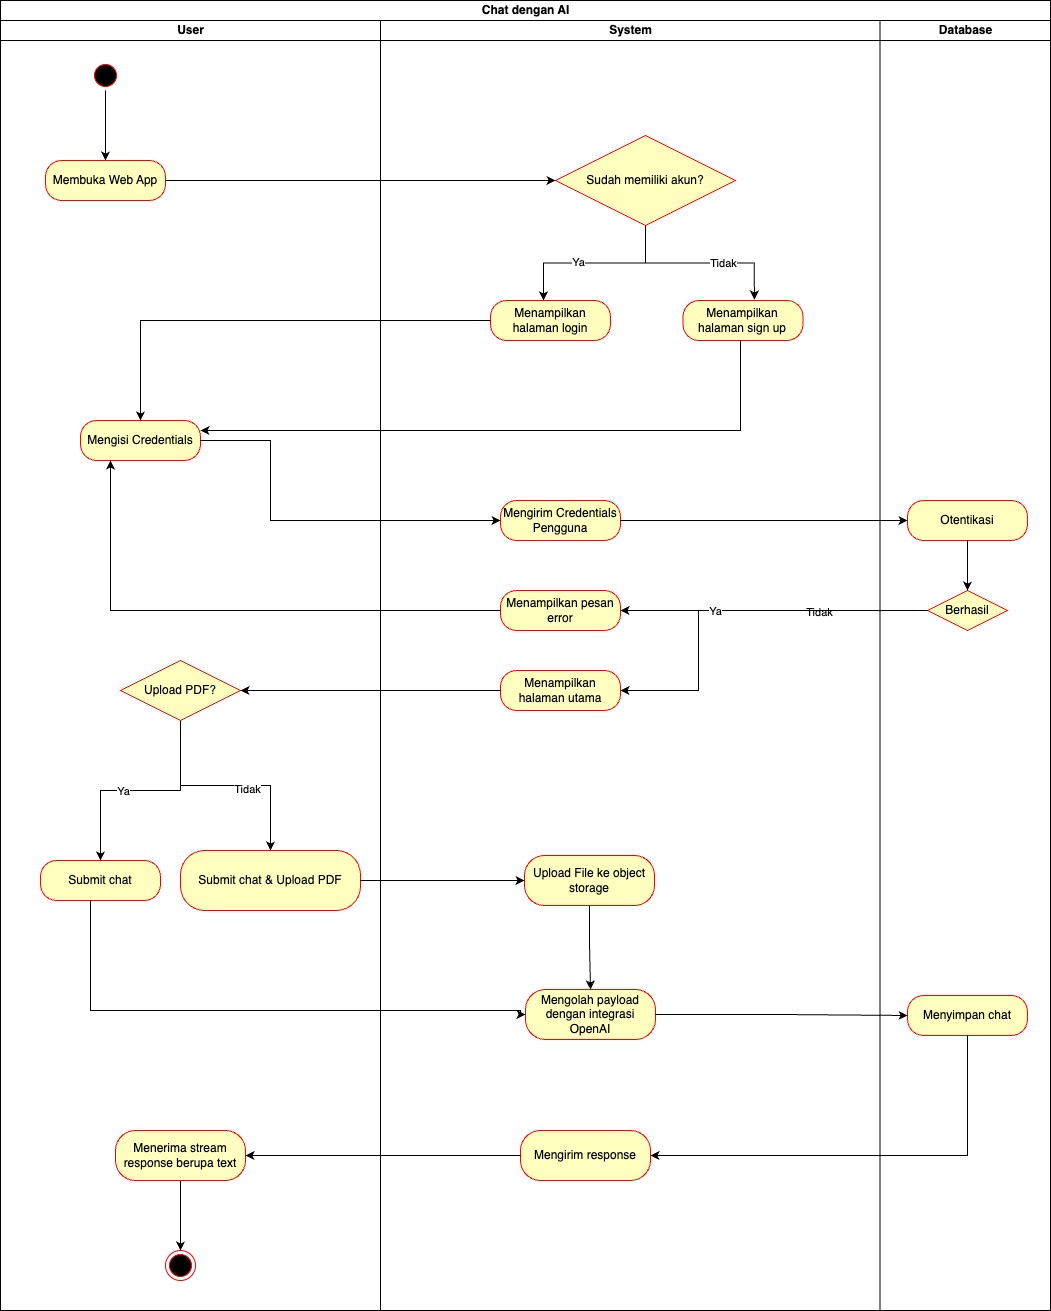 Chat dengan AI
User
System
Database
Membuka Web App
Sudah memiliki akun?
Ya
Tidak
Menampilkan
halaman login
Menampilkan
halaman sign up
Mengisi Credentials
Mengirim Credentials
Pengguna
Otentikasi
Menampilkan pesan
error
Ya
Tidak
Berhasil
Upload PDF?
Menampilkan
halaman utama
Ya
Tidak
Submit chat
Submit chat & Upload PDF
Upload File ke object
storage
Mengolah payload
dengan integrasi
OpenAI
Menyimpan chat
Menerima stream
response berupa text
Mengirim response